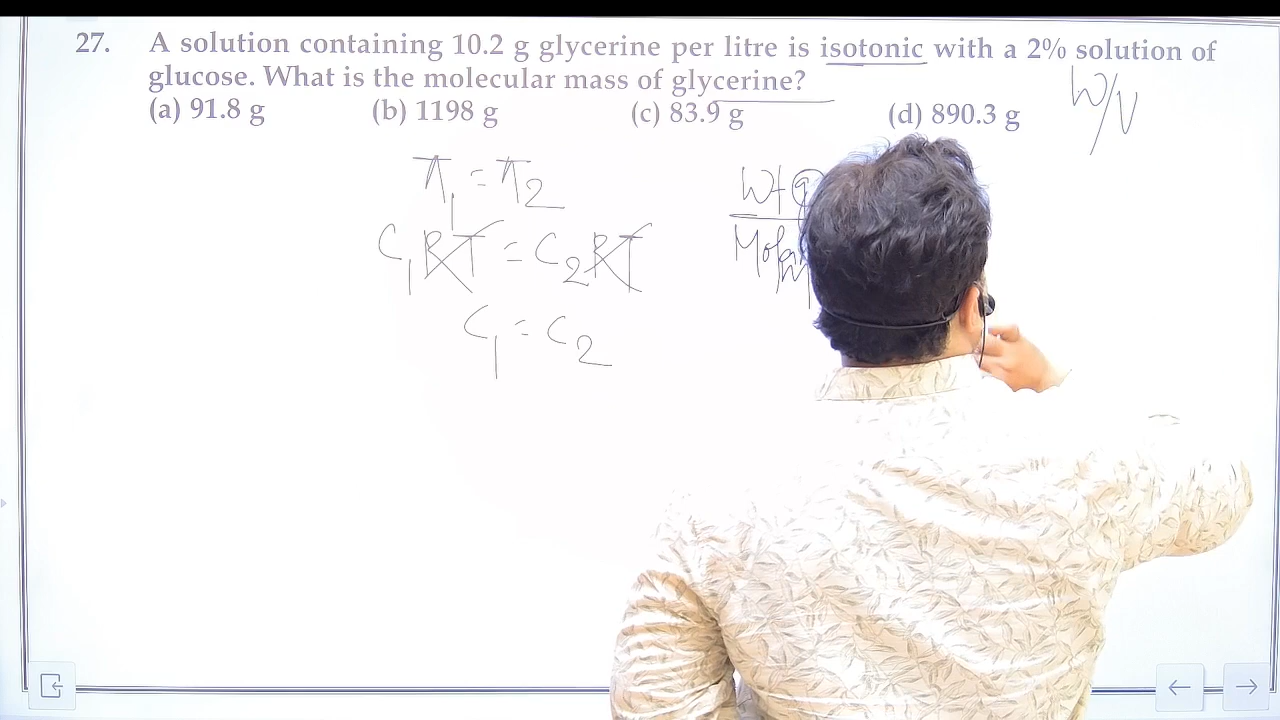 27. A solution containing 10.2 g glycerine per litre is isotonic with a 2% solution of
glucose. What is the molecular mass of glycerine?
(a) 91.8 g (b) 1198 g (c) 83.9 g (d) 890.3 g
W/V
π₁ = π₂
C₁RT = C₂RT
C₁ = C₂